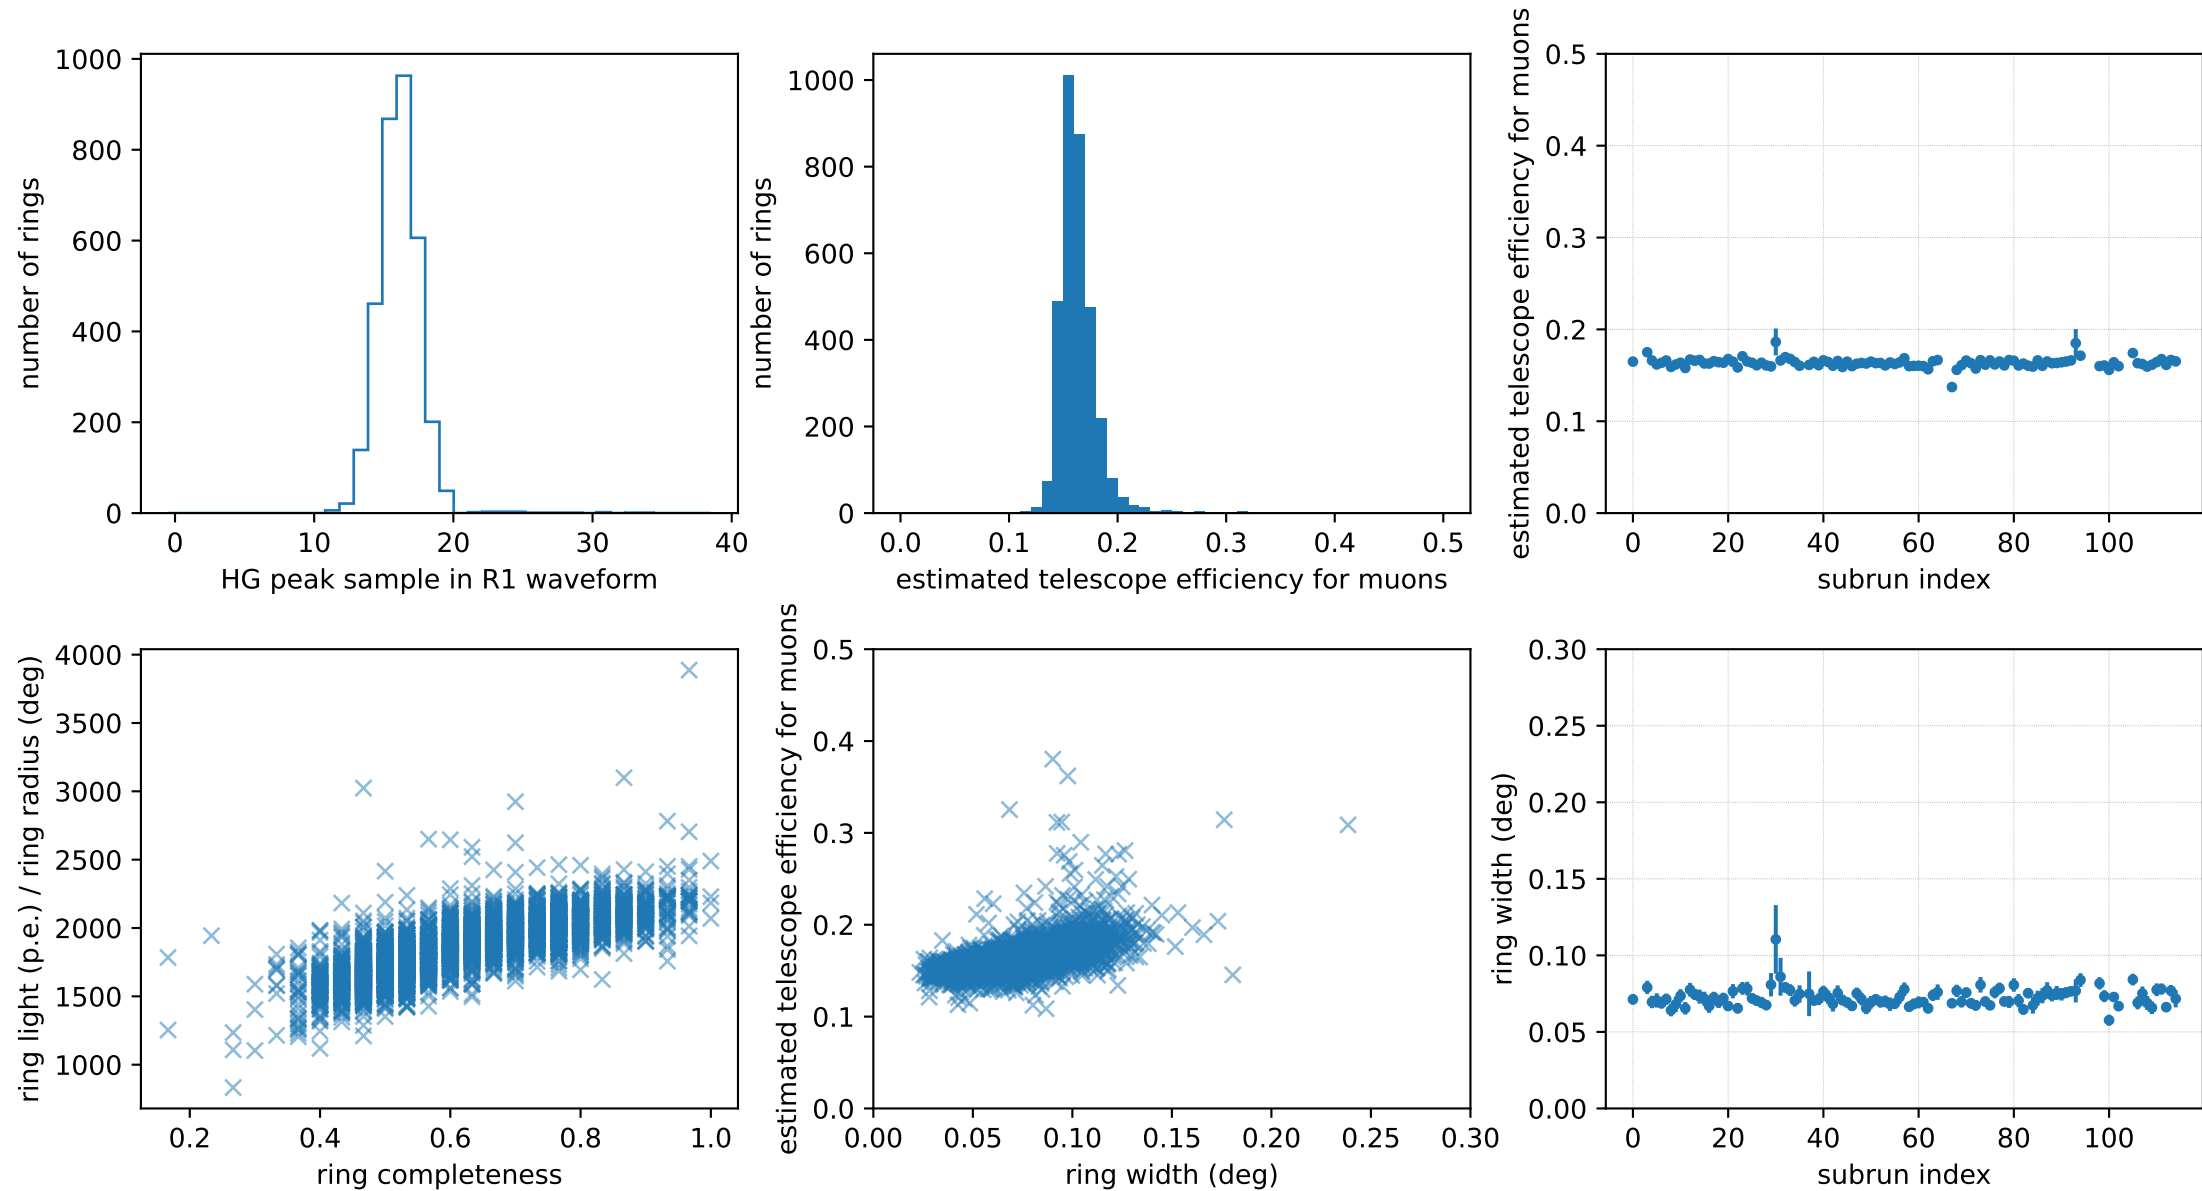 number of rings
1000
800
600
400
200
0
0 10 20 30 40
HG peak sample in R1 waveform
number of rings
1000
800
600
400
200
0
0.0 0.1 0.2 0.3 0.4 0.5
estimated telescope efficiency for muons
estimated telescope efficiency for muons
0.5
0.4
0.3
0.2
0.1
0.0
0 20 40 60 80 100
subrun index
ring light (p.e.) / ring radius (deg)
4000
3500
3000
2500
2000
1500
1000
0.2 0.4 0.6 0.8 1.0
ring completeness
estimated telescope efficiency for muons
0.5
0.4
0.3
0.2
0.1
0.0
0.00 0.05 0.10 0.15 0.20 0.25 0.30
ring width (deg)
ring width (deg)
0.30
0.25
0.20
0.15
0.10
0.05
0.00
0 20 40 60 80 100
subrun index